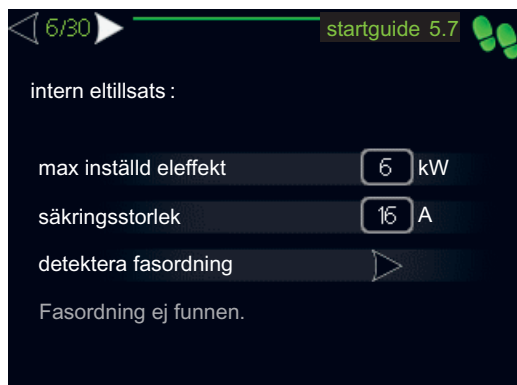 6/30 startguide 5.7
intern eltillsats :
max inställd eleffekt 6 kW
säkringsstorlek 16 A
detektera fasordning
Fasordning ej funnen.